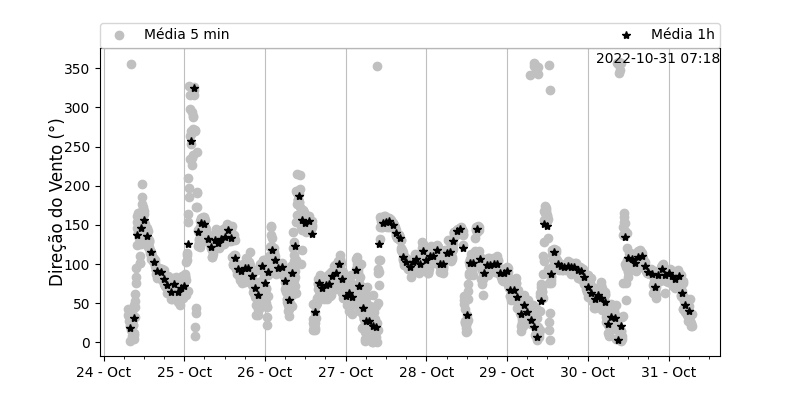 Média 5 min
Média 1h
2022-10-31 07:18
Direção do Vento (°)
350
300
250
200
150
100
50
0
24 - Oct
25 - Oct
26 - Oct
27 - Oct
28 - Oct
29 - Oct
30 - Oct
31 - Oct